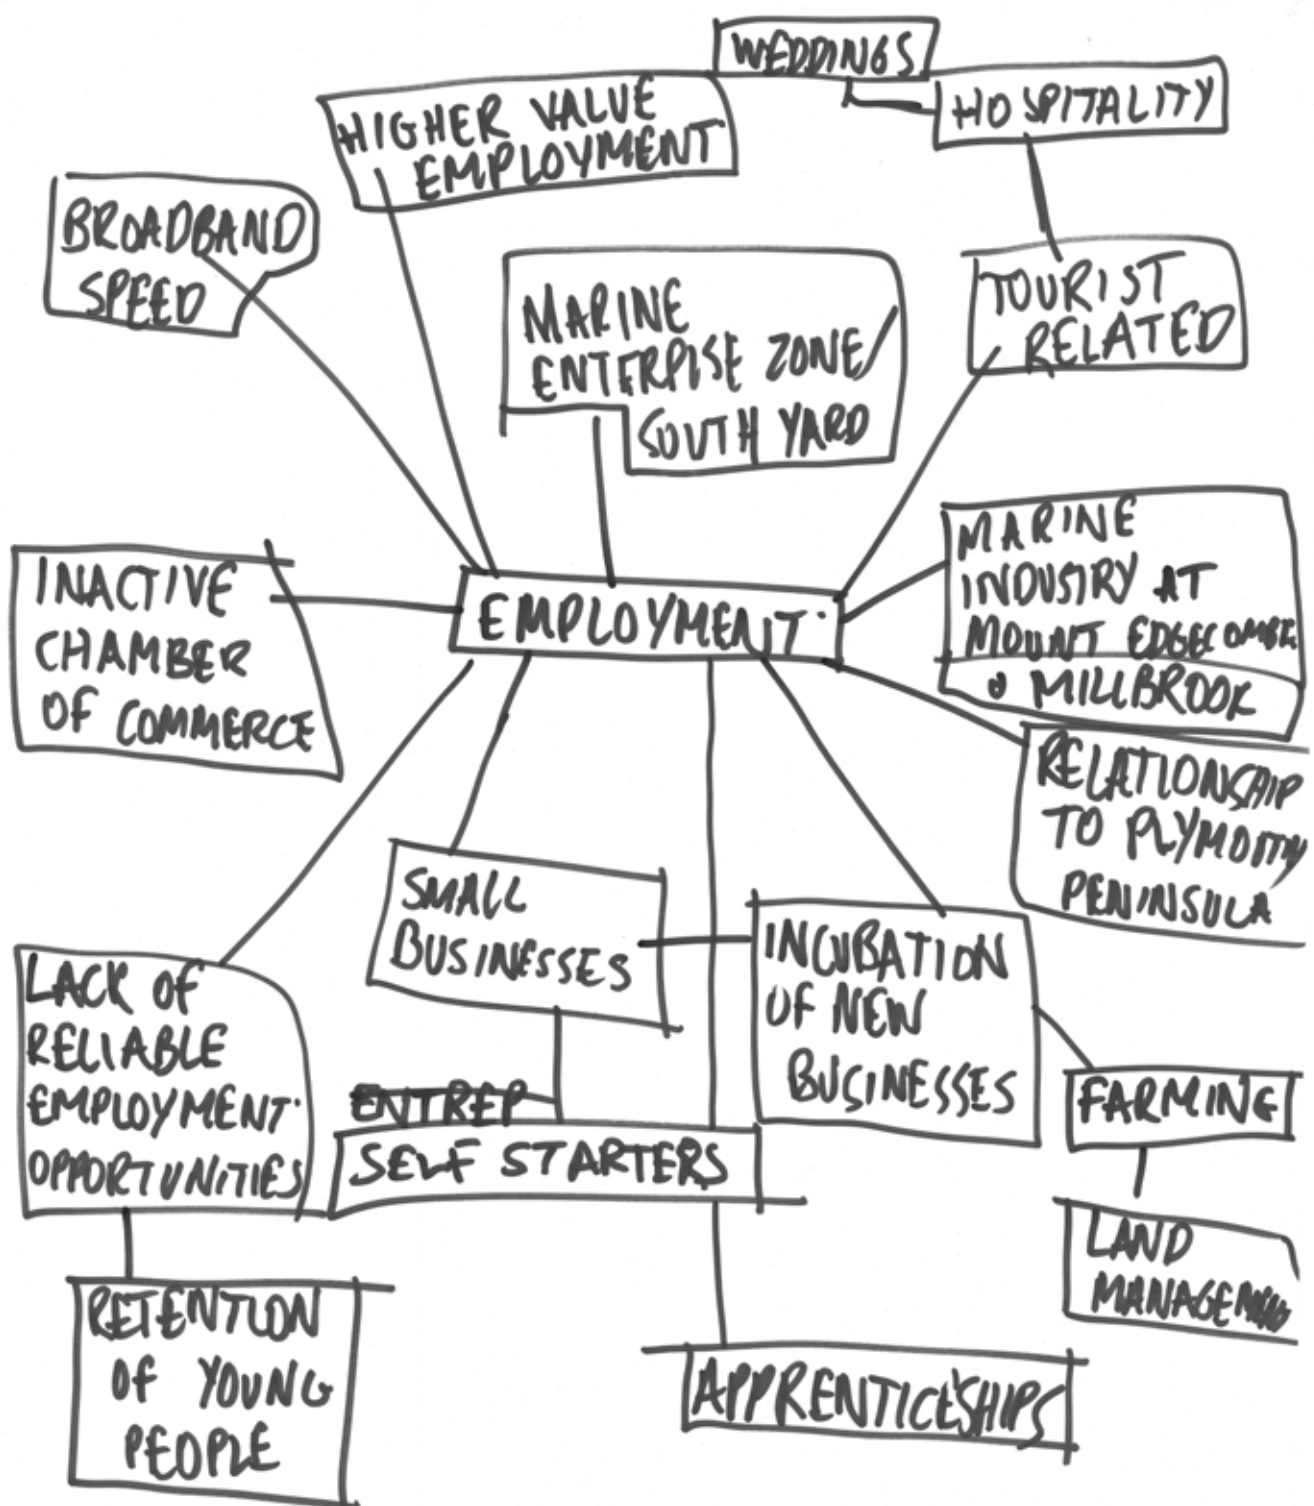 WEDDINGS
HOSPITALITY
HIGHER VALUE
EMPLOYMENT
BROADBAND
SPEED
MARINE
ENTERPISE ZONE/
SOUTH YARD
TOURIST
RELATED
MARINE
INDUSTRY AT
MOUNT EDGECOMBE
& MILLBROOK
INACTIVE
CHAMBER
OF COMMERCE
EMPLOYMENT
RELATIONSHIP
TO PLYMOUTH
PENINSULA
SMALL
BUSINESSES
INCUBATION
OF NEW
BUSINESSES
LACK OF
RELIABLE
EMPLOYMENT
OPPORTUNITIES
ENTREP
SELF STARTERS
FARMING
LAND
MANAGEMENT
RETENTION
OF YOUNG
PEOPLE
APPRENTICESHIPS